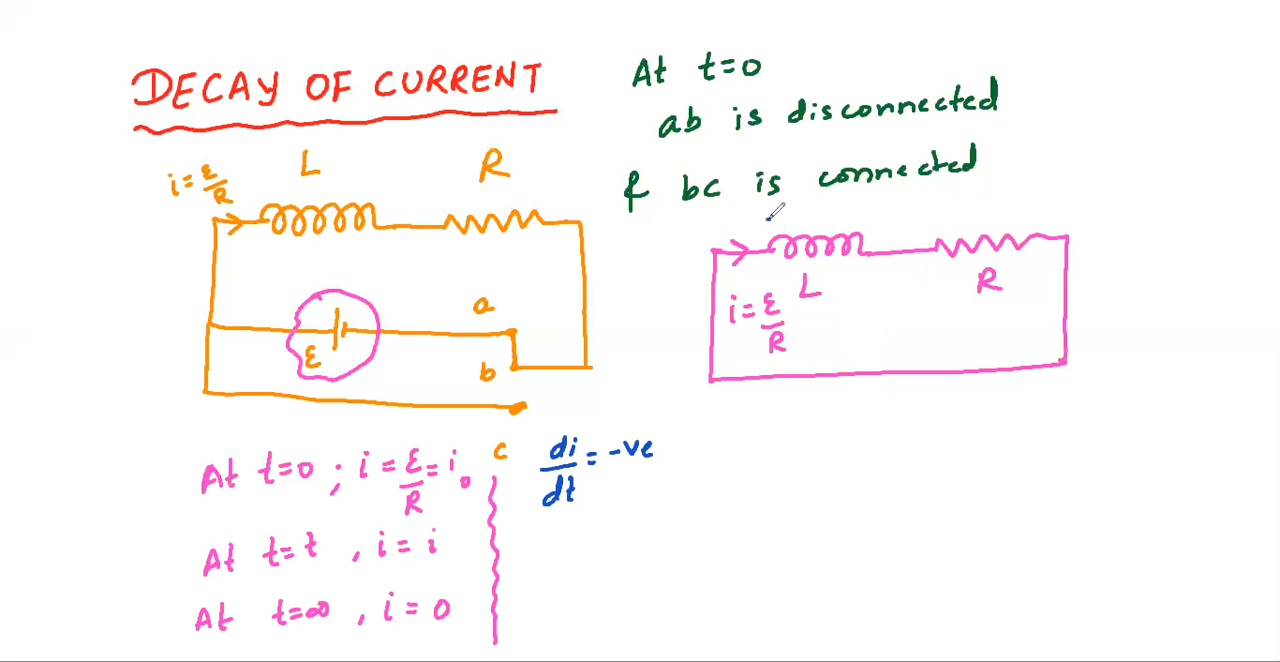 DECAY OF CURRENT
At t=0
ab is disconnected
& bc is connected
i = ε/R
L
R
a
ε
b
c
i = ε/R
L
R
At t=0 ; i = ε/R = i₀
At t=t , i = i
At t=∞ , i = 0
di/dt = -ve